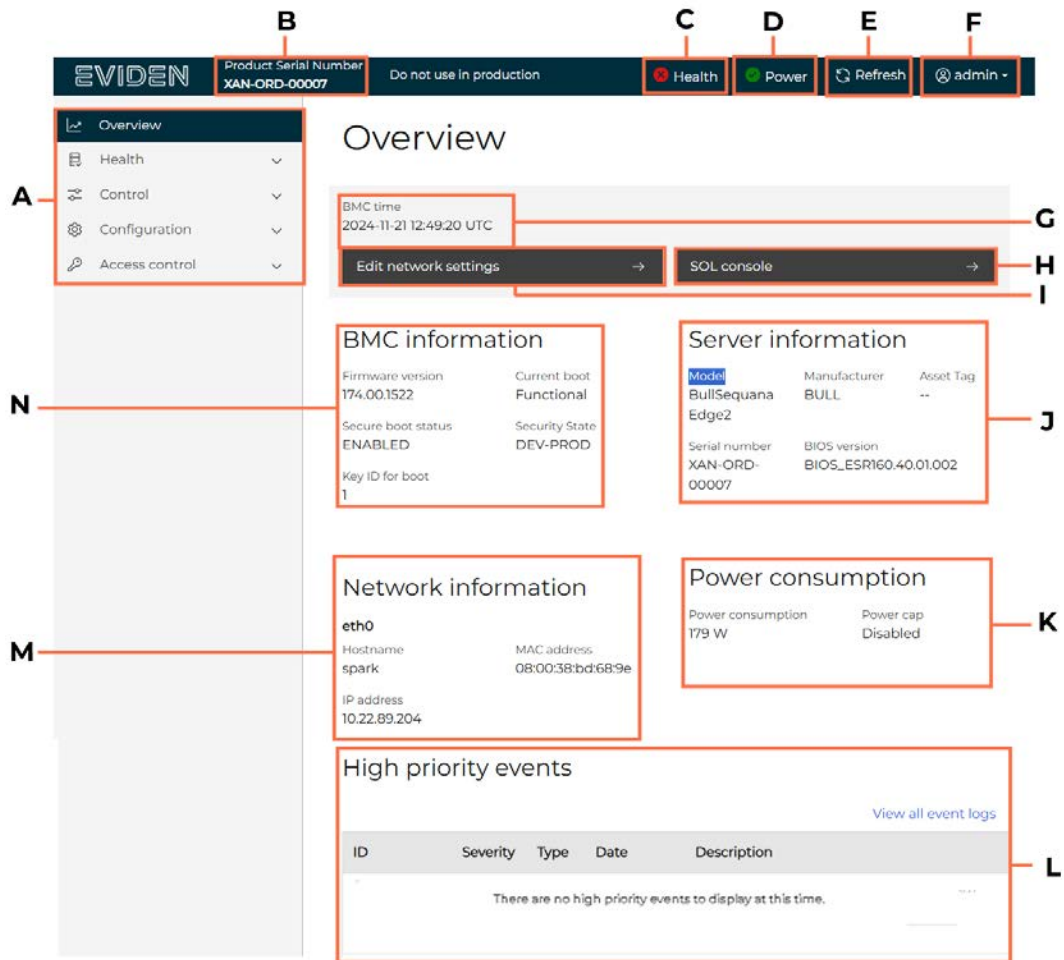 B
C
D
E
F
EVIDEN
Product Serial Number
XAN-ORD-00007
Do not use in production
Health
Power
Refresh
admin
A
Overview
Health
Control
Configuration
Access control
Overview
BMC time
2024-11-21 12:49:20 UTC
G
Edit network settings →
SOL console →
H
I
BMC information
Firmware version Current boot
174.00.1522 Functional
Secure boot status Security State
ENABLED DEV-PROD
Key ID for boot
1
N
Server information
Model Manufacturer Asset Tag
BullSequana BULL --
Edge2
Serial number BIOS version
XAN-ORD- BIOS_ESR160.40.01.002
00007
J
Network information
eth0
Hostname MAC address
spark 08:00:38:bd:68:9e
IP address
10.22.89.204
M
Power consumption
Power consumption Power cap
179 W Disabled
K
High priority events
View all event logs
ID Severity Type Date Description
There are no high priority events to display at this time.
L